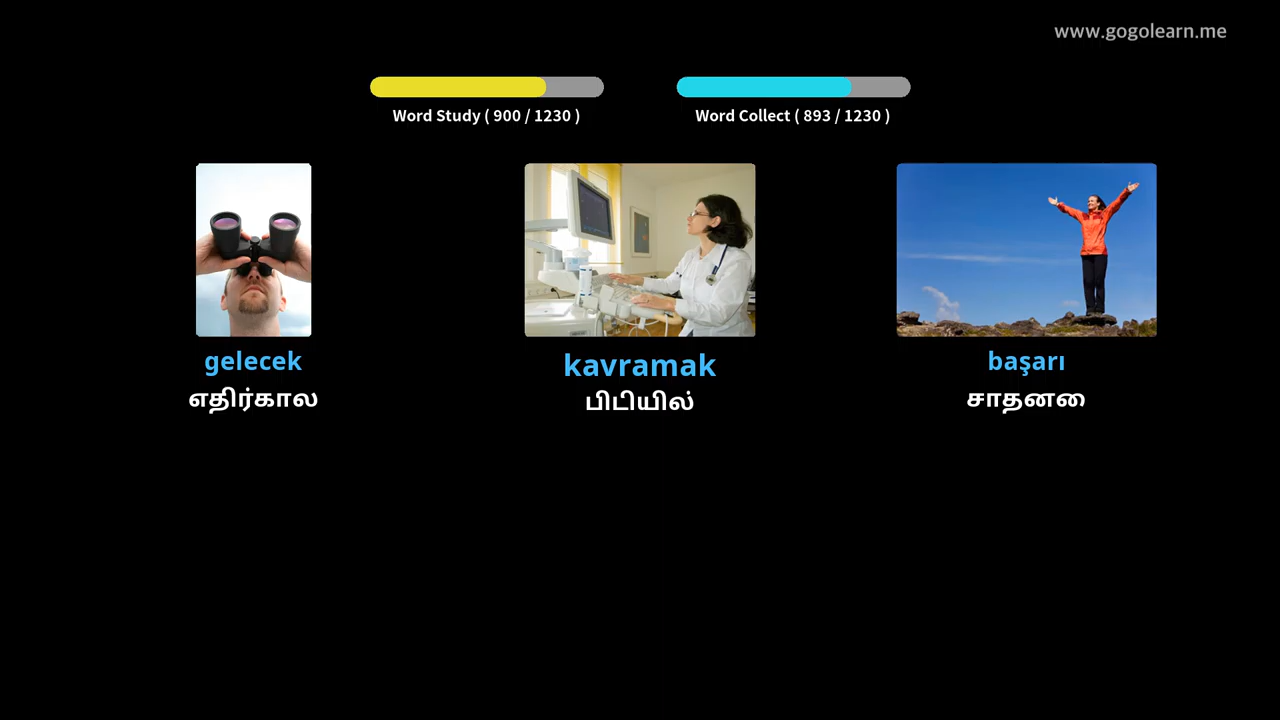 www.gogolearn.me
Word Study ( 900 / 1230 )
Word Collect ( 893 / 1230 )
gelecek
kavramak
başarı
எதிர்கால
பிடியில்
சாதனை